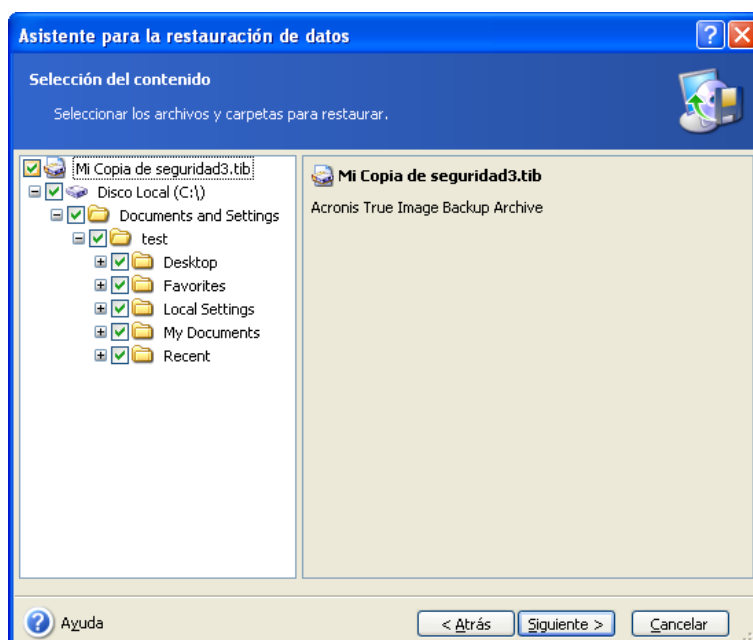 Asistente para la restauración de datos
Selección del contenido
Seleccionar los archivos y carpetas para restaurar.
Mi Copia de seguridad3.tib
Disco Local (C:\)
Documents and Settings
test
Desktop
Favorites
Local Settings
My Documents
Recent
Mi Copia de seguridad3.tib
Acronis True Image Backup Archive
Ayuda
< Atrás
Siguiente >
Cancelar